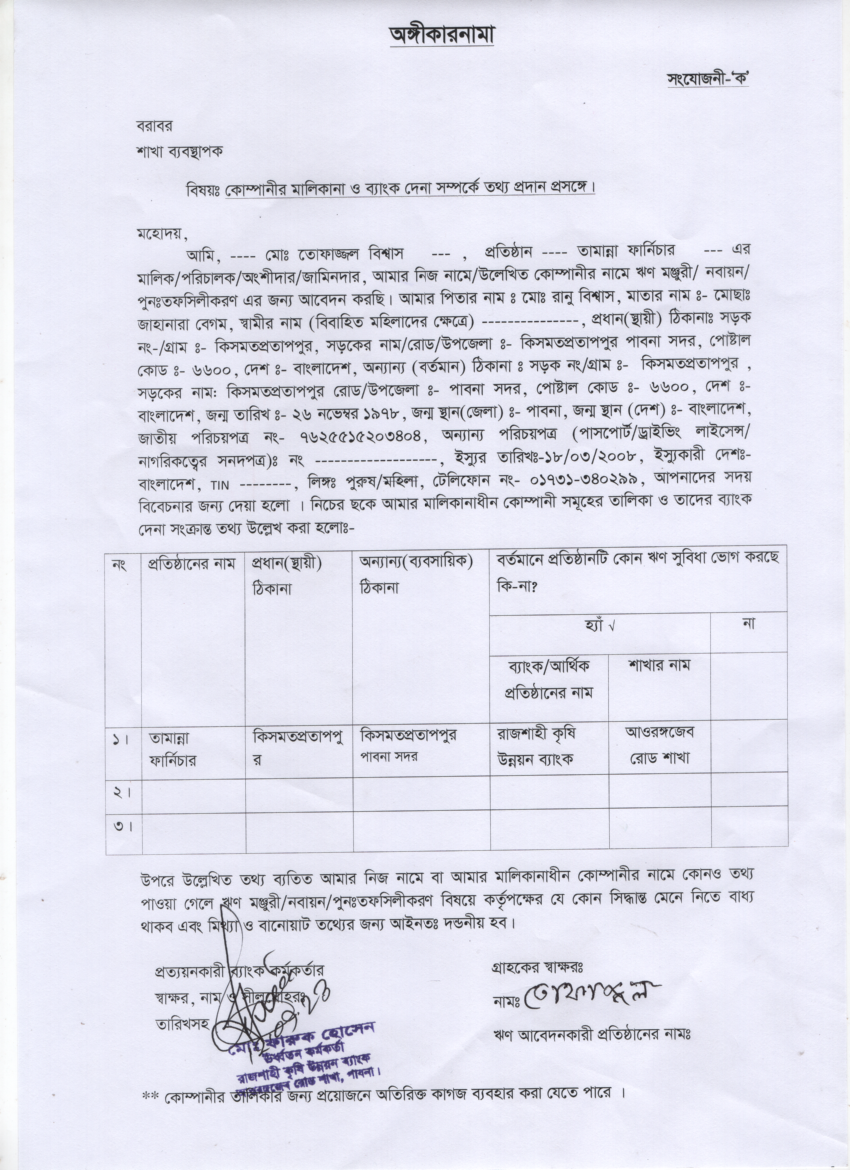 অঙ্গীকারনামা
সংযোজনী-‘ক’
বরাবর
শাখা ব্যবস্থাপক
বিষয়ঃ কোম্পানীর মালিকানা ও ব্যাংক দেনা সম্পর্কে তথ্য প্রদান প্রসঙ্গে।
মহোদয়,
আমি, ---- মোঃ তোফাজ্জল বিশ্বাস --- , প্রতিষ্ঠান ---- তামান্না ফার্নিচার --- এর
মালিক/পরিচালক/অংশীদার/জামিনদার, আমার নিজ নামে/উলেখিত কোম্পানীর নামে ঋণ মঞ্জুরী/ নবায়ন/
পুনঃতফসিলীকরণ এর জন্য আবেদন করছি। আমার পিতার নাম ঃ মোঃ রানু বিশ্বাস, মাতার নাম ঃ- মোছাঃ
জাহানারা বেগম, স্বামীর নাম (বিবাহিত মহিলাদের ক্ষেত্রে) ---------------, প্রধান(স্থায়ী) ঠিকানাঃ সড়ক
নং-/গ্রাম ঃ- কিসমতপ্রতাপপুর, সড়কের নাম/রোড/উপজেলা ঃ- কিসমতপ্রতাপপুর পাবনা সদর, পোষ্টাল
কোড ঃ- ৬৬০০, দেশ ঃ- বাংলাদেশ, অন্যান্য (বর্তমান) ঠিকানা ঃ সড়ক নং/গ্রাম ঃ- কিসমতপ্রতাপপুর ,
সড়কের নাম: কিসমতপ্রতাপপুর রোড/উপজেলা ঃ- পাবনা সদর, পোষ্টাল কোড ঃ- ৬৬০০, দেশ ঃ-
বাংলাদেশ, জন্ম তারিখ ঃ- ২৬ নভেম্বর ১৯৭৮, জন্ম স্থান(জেলা) ঃ- পাবনা, জন্ম স্থান (দেশ) ঃ- বাংলাদেশ,
জাতীয় পরিচয়পত্র নং- ৭৬২৫৫১৫২০৩৪০৪, অন্যান্য পরিচয়পত্র (পাসপোর্ট/ড্রাইভিং লাইসেন্স/
নাগরিকত্বের সনদপত্র)ঃ নং -------------------, ইস্যুর তারিখঃ-১৮/০৩/২০০৮, ইস্যুকারী দেশঃ-
বাংলাদেশ, TIN --------, লিঙ্গঃ পুরুষ/মহিলা, টেলিফোন নং- ০১৭৩১-৩৪০২৯৯, আপনাদের সদয়
বিবেচনার জন্য দেয়া হলো । নিচের ছকে আমার মালিকানাধীন কোম্পানী সমূহের তালিকা ও তাদের ব্যাংক
দেনা সংক্রান্ত তথ্য উল্লেখ করা হলোঃ-
নং প্রতিষ্ঠানের নাম প্রধান(স্থায়ী) অন্যান্য(ব্যবসায়িক) বর্তমানে প্রতিষ্ঠানটি কোন ঋণ সুবিধা ভোগ করছে
ঠিকানা ঠিকানা কি-না?
হ্যাঁ √ না
ব্যাংক/আর্থিক শাখার নাম
প্রতিষ্ঠানের নাম
১। তামান্না কিসমতপ্রতাপপু কিসমতপ্রতাপপুর রাজশাহী কৃষি আওরঙ্গজেব
ফার্নিচার র পাবনা সদর উন্নয়ন ব্যাংক রোড শাখা
২।
৩।
উপরে উল্লেখিত তথ্য ব্যতিত আমার নিজ নামে বা আমার মালিকানাধীন কোম্পানীর নামে কোনও তথ্য
পাওয়া গেলে ঋণ মঞ্জুরী/নবায়ন/পুনঃতফসিলীকরণ বিষয়ে কর্তৃপক্ষের যে কোন সিদ্ধান্ত মেনে নিতে বাধ্য
থাকব এবং মিথ্যা ও বানোয়াট তথ্যের জন্য আইনতঃ দন্ডনীয় হব।
প্রত্যয়নকারী ব্যাংক কর্মকর্তার গ্রাহকের স্বাক্ষরঃ
স্বাক্ষর, নাম ও সীলমোহরঃ নামঃ তোফাজ্জল
তারিখসহ ঋণ আবেদনকারী প্রতিষ্ঠানের নামঃ
মোঃ ফারুক হোসেন
উর্ধ্বতন কর্মকর্তা
রাজশাহী কৃষি উন্নয়ন ব্যাংক
আওরঙ্গজেব রোড শাখা, পাবনা।
** কোম্পানীর তালিকার জন্য প্রয়োজনে অতিরিক্ত কাগজ ব্যবহার করা যেতে পারে ।